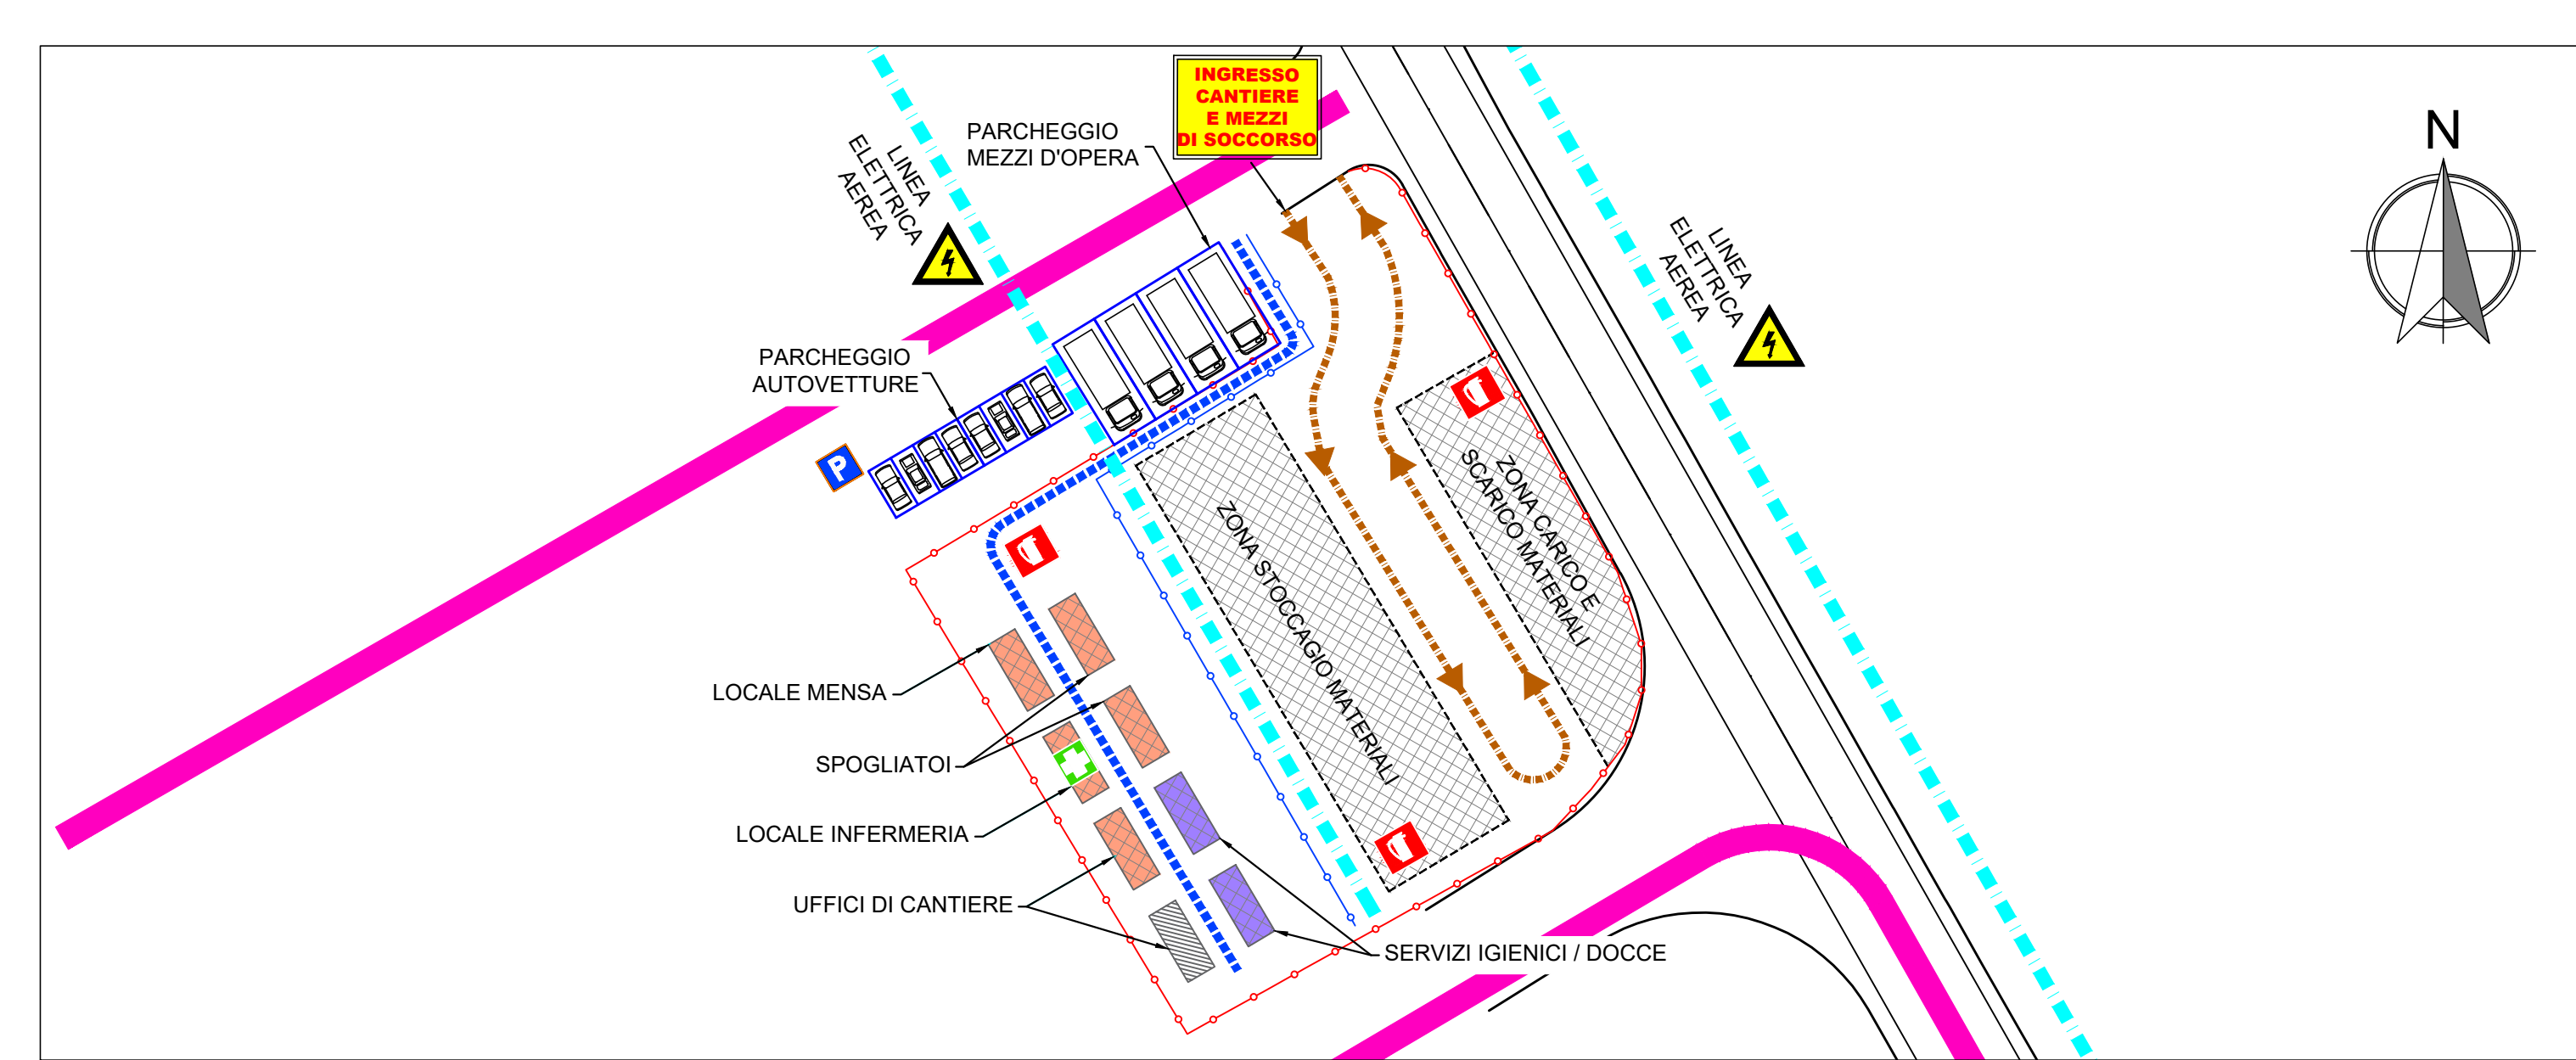 INGRESSO
CANTIERE
E MEZZI
DI SOCCORSO
PARCHEGGIO
MEZZI D'OPERA
N
LINEA
ELETTRICA
AEREA
LINEA
ELETTRICA
AEREA
PARCHEGGIO
AUTOVETTURE
P
ZONA CARICO E
SCARICO MATERIALI
ZONA STOCCAGIO MATERIALI
LOCALE MENSA
SPOGLIATOI
LOCALE INFERMERIA
UFFICI DI CANTIERE
SERVIZI IGIENICI / DOCCE